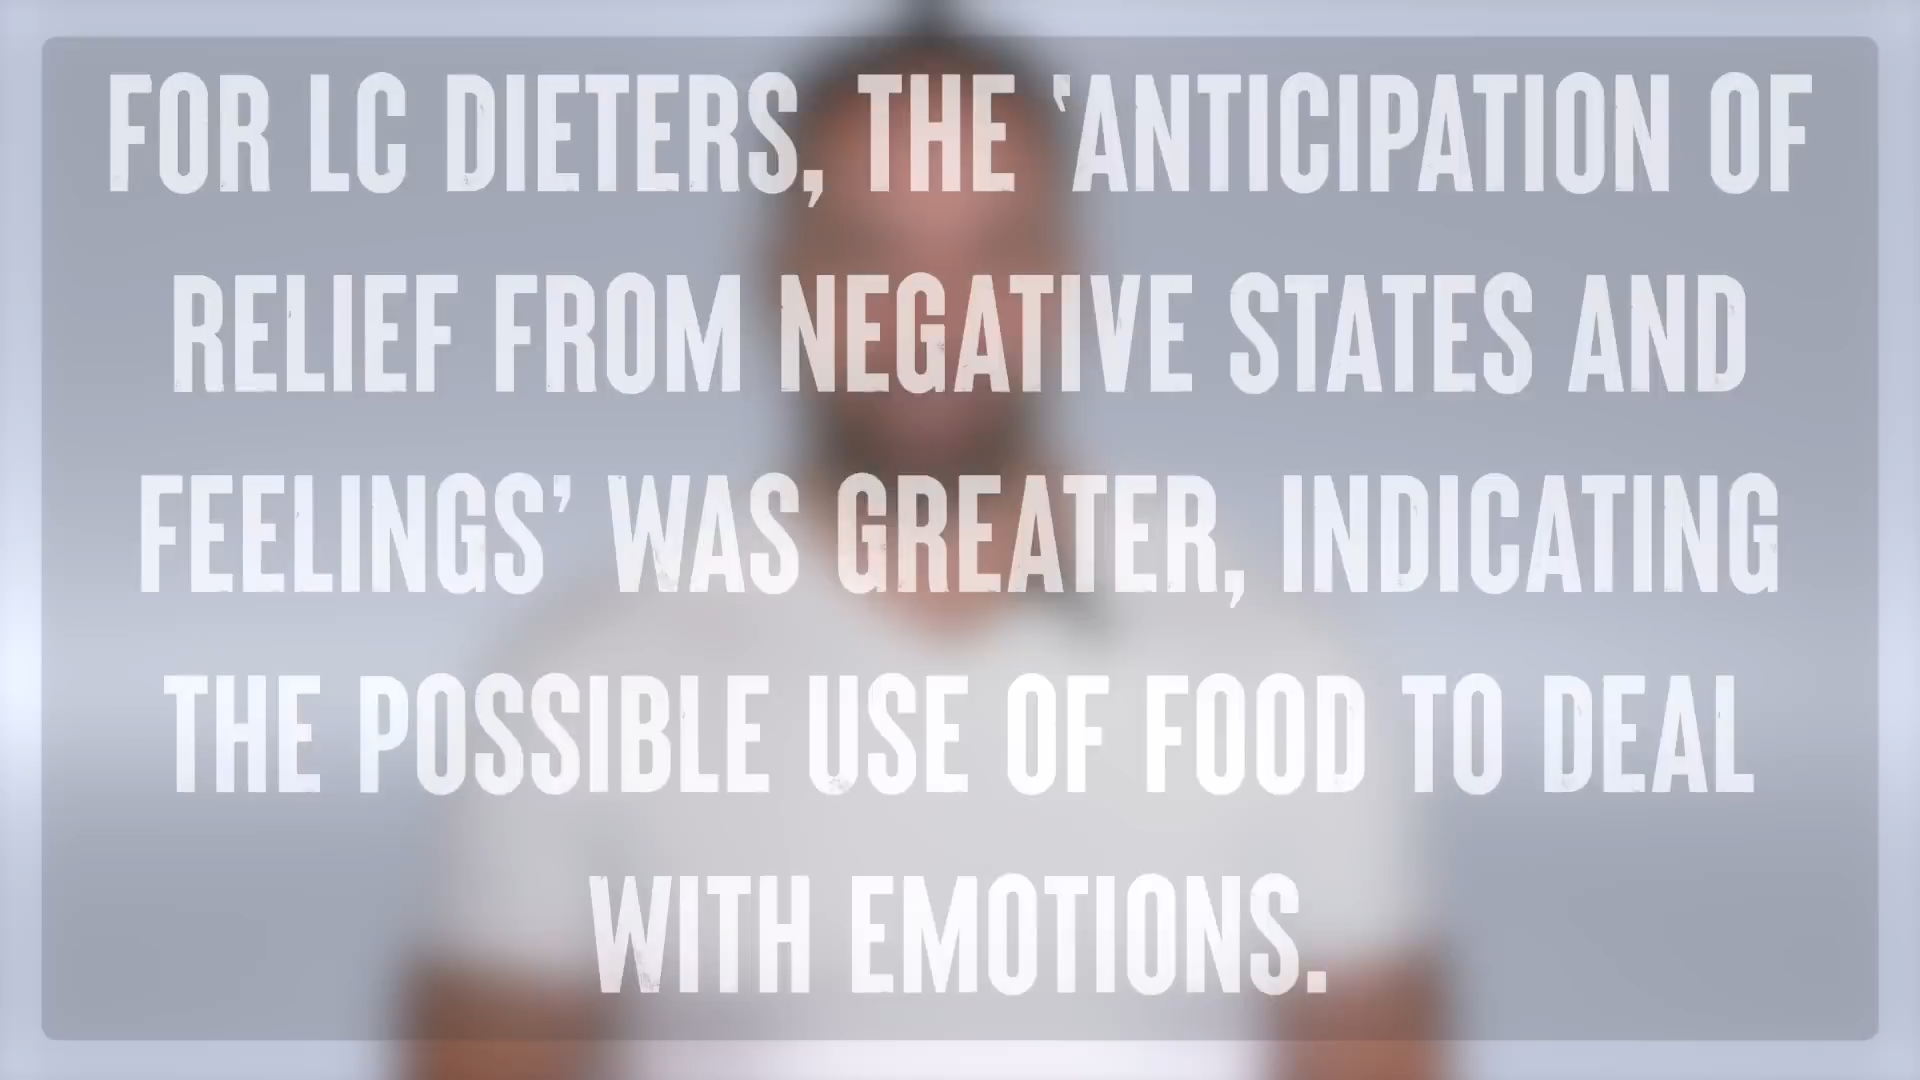 FOR LC DIETERS, THE 'ANTICIPATION OF
RELIEF FROM NEGATIVE STATES AND
FEELINGS' WAS GREATER, INDICATING
THE POSSIBLE USE OF FOOD TO DEAL
WITH EMOTIONS.